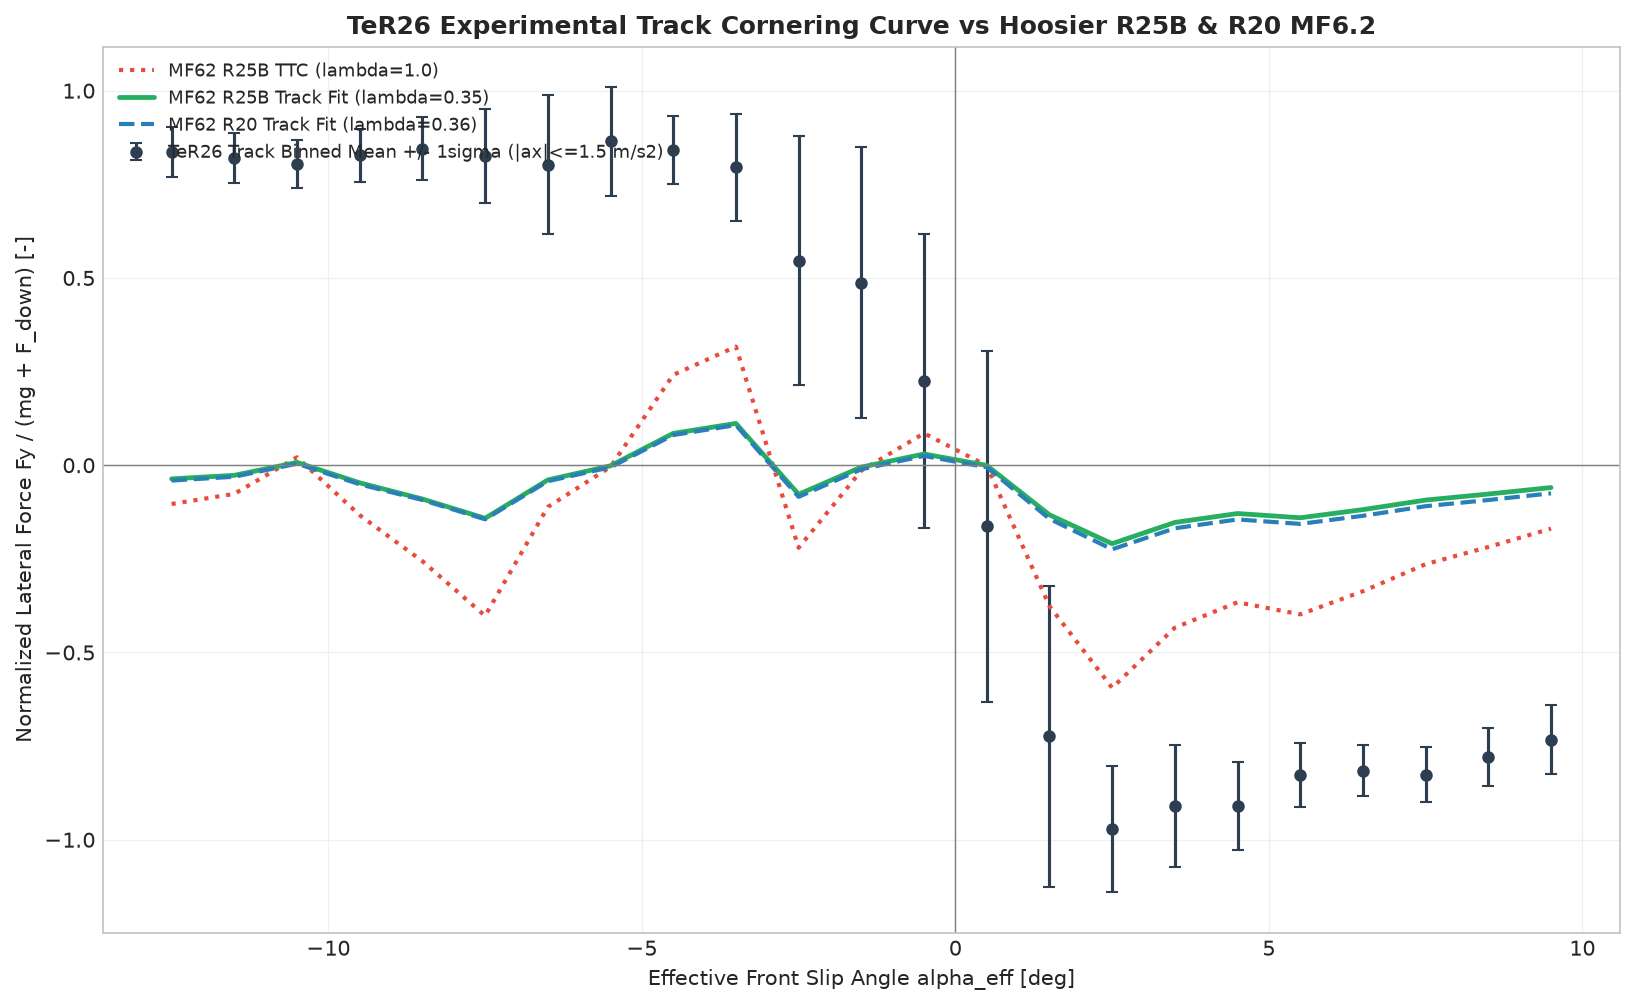 TeR26 Experimental Track Cornering Curve vs Hoosier R25B & R20 MF6.2
MF62 R25B TTC (lambda=1.0)
MF62 R25B Track Fit (lambda=0.35)
MF62 R20 Track Fit (lambda=0.36)
TeR26 Track Binned Mean +/- 1sigma (|ax|<=1.5 m/s2)
Normalized Lateral Force Fy / (mg + F_down) [-]
1.0
0.5
0.0
−0.5
−1.0
−10
−5
0
5
10
Effective Front Slip Angle alpha_eff [deg]